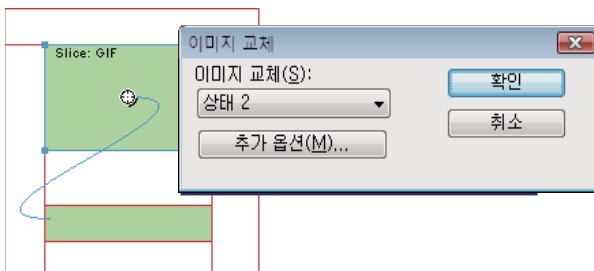 Slice: GIF
이미지 교체
이미지 교체(S):
상태 2
추가 옵션(M)...
확인
취소